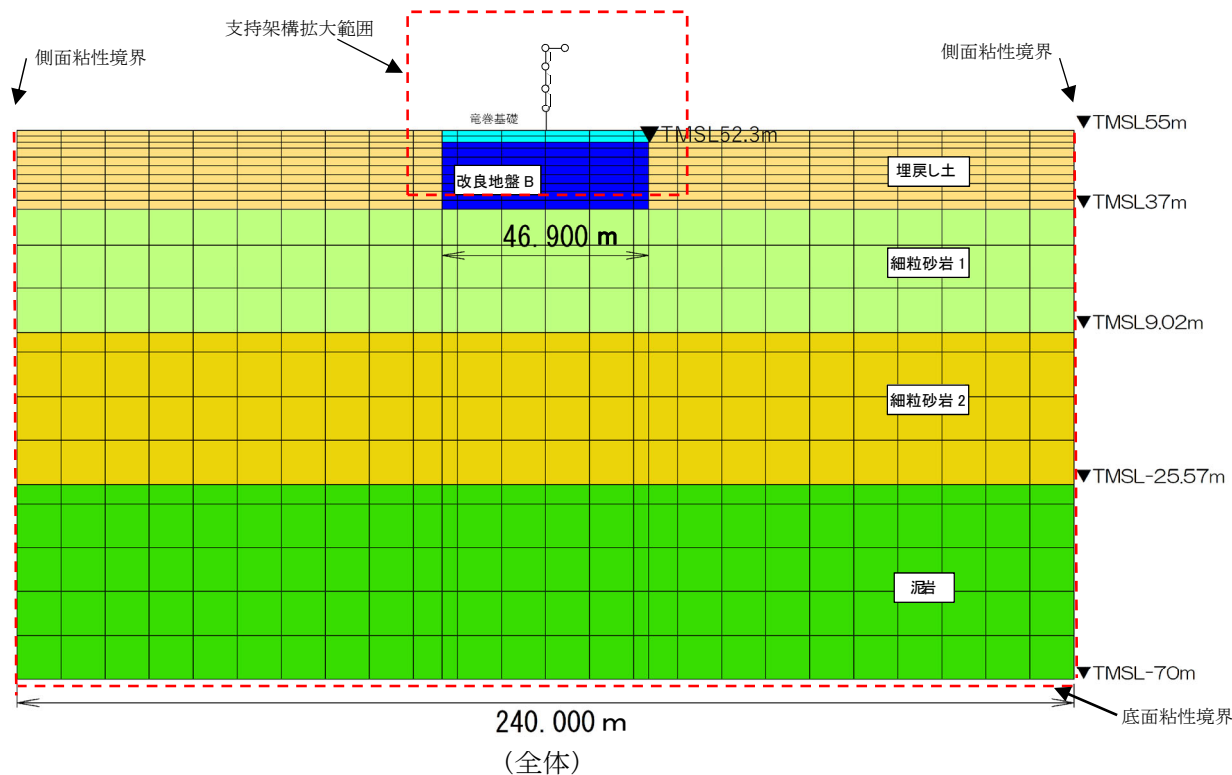 支持架構拡大範囲
側面粘性境界
側面粘性境界
竜巻基礎
▼TMSL55m
▼TMSL52.3m
埋戻し土
改良地盤 B
▼TMSL37m
46.900 m
細粒砂岩 1
▼TMSL9.02m
細粒砂岩 2
▼TMSL-25.57m
泥岩
▼TMSL-70m
240.000 m
底面粘性境界
(全体)